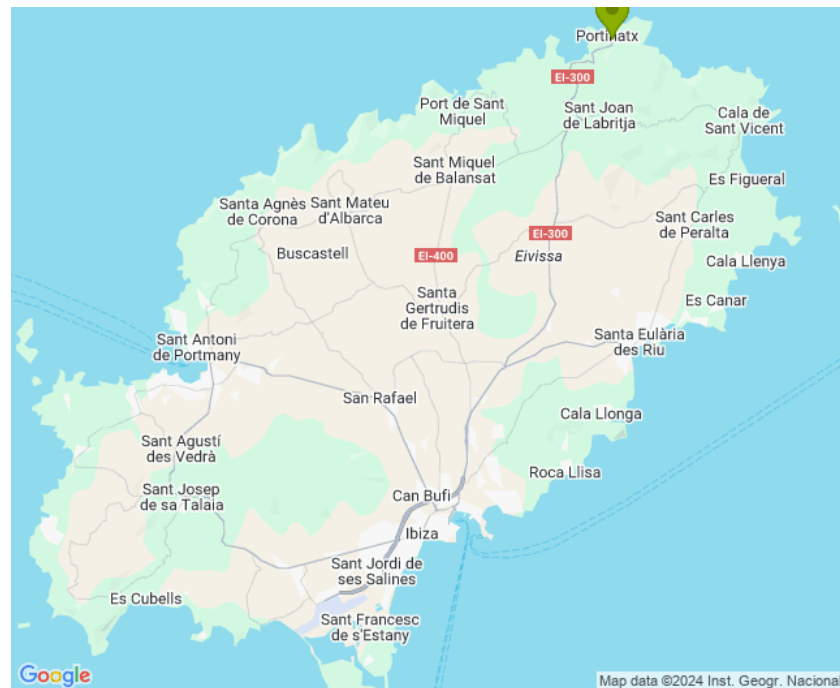 Portinatx
EI-300
Port de Sant
Miquel
Sant Joan
de Labritja
Cala de
Sant Vicent
Sant Miquel
de Balansat
Es Figueral
Santa Agnès
de Corona
Sant Mateu
d'Albarca
Sant Carles
de Peralta
EI-300
Buscastell
EI-400
Eivissa
Cala Llenya
Santa
Gertrudis
de Fruitera
Es Canar
Sant Antoni
de Portmany
Santa Eulària
des Riu
San Rafael
Cala Llonga
Sant Agustí
des Vedrà
Roca Llisa
Sant Josep
de sa Talaia
Can Bufi
Ibiza
Sant Jordi de
ses Salines
Es Cubells
Sant Francesc
de s'Estany
Google
Map data ©2024 Inst. Geogr. Nacional